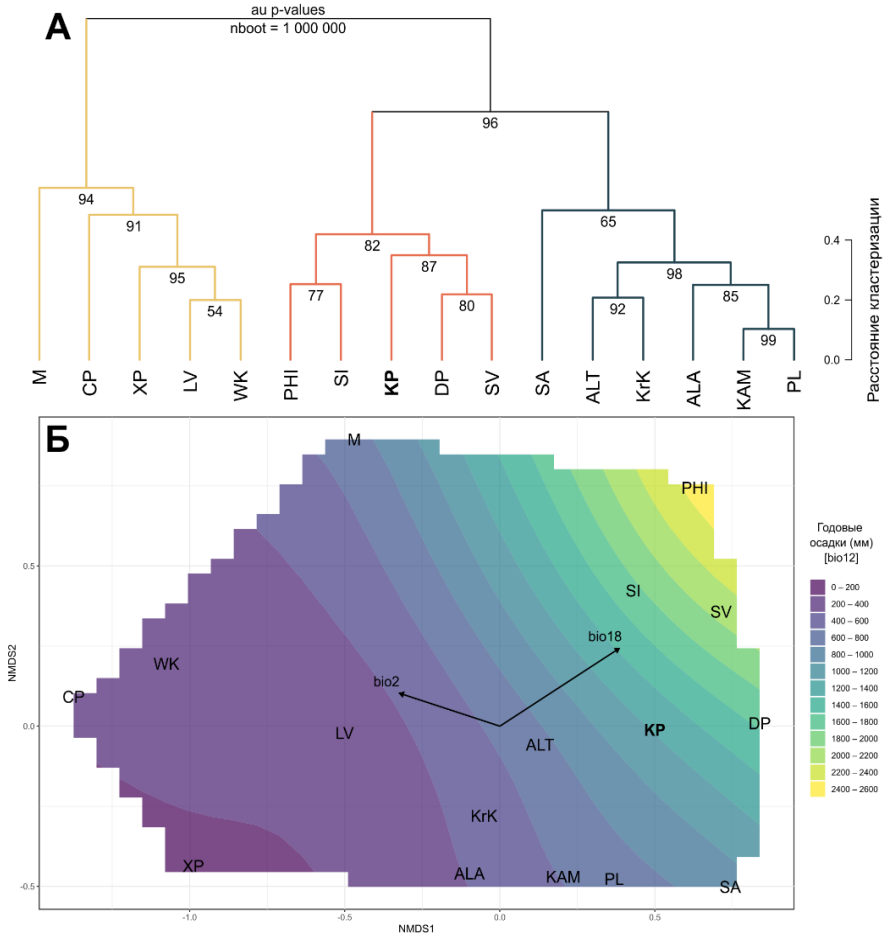 А
au p-values
nboot = 1 000 000
96
94
91
95
54
82
87
77
80
65
98
92
85
99
0.4
0.2
0.0
Расстояние кластеризации
M
CP
XP
LV
WK
PHI
SI
KP
DP
SV
SA
ALT
KrK
ALA
KAM
PL
Б
M
PHI
SI
SV
bio18
WK
bio2
CP
LV
ALT
KP
DP
KrK
XP
ALA
KAM
PL
SA
0.5
0.0
-0.5
NMDS2
-1.0
-0.5
0.0
0.5
NMDS1
Годовые
осадки (мм)
[bio12]
0 – 200
200 – 400
400 – 600
600 – 800
800 – 1000
1000 – 1200
1200 – 1400
1400 – 1600
1600 – 1800
1800 – 2000
2000 – 2200
2200 – 2400
2400 – 2600